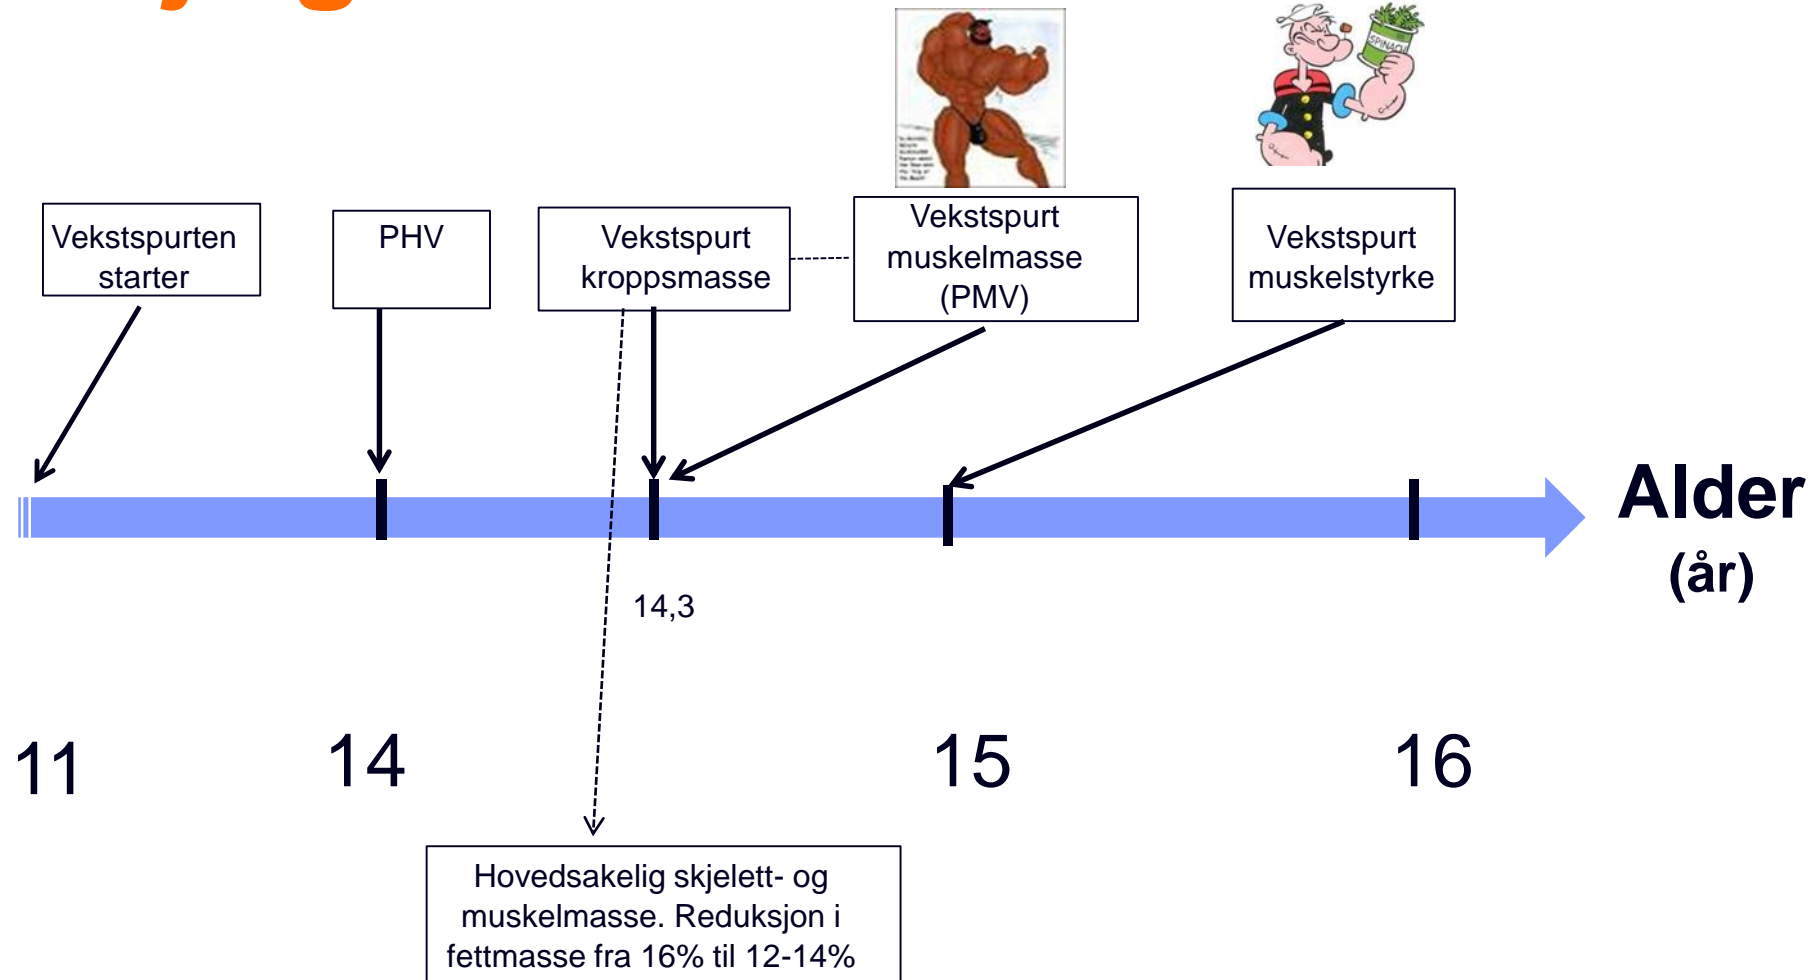 SPINACH
Vekstspurten
starter
PHV
Vekstspurt
kroppsmasse
Vekstspurt
muskelmasse
(PMV)
Vekstspurt
muskelstyrke
Alder
(år)
14,3
11
14
15
16
Hovedsakelig skjelett- og
muskelmasse. Reduksjon i
fettmasse fra 16% til 12-14%